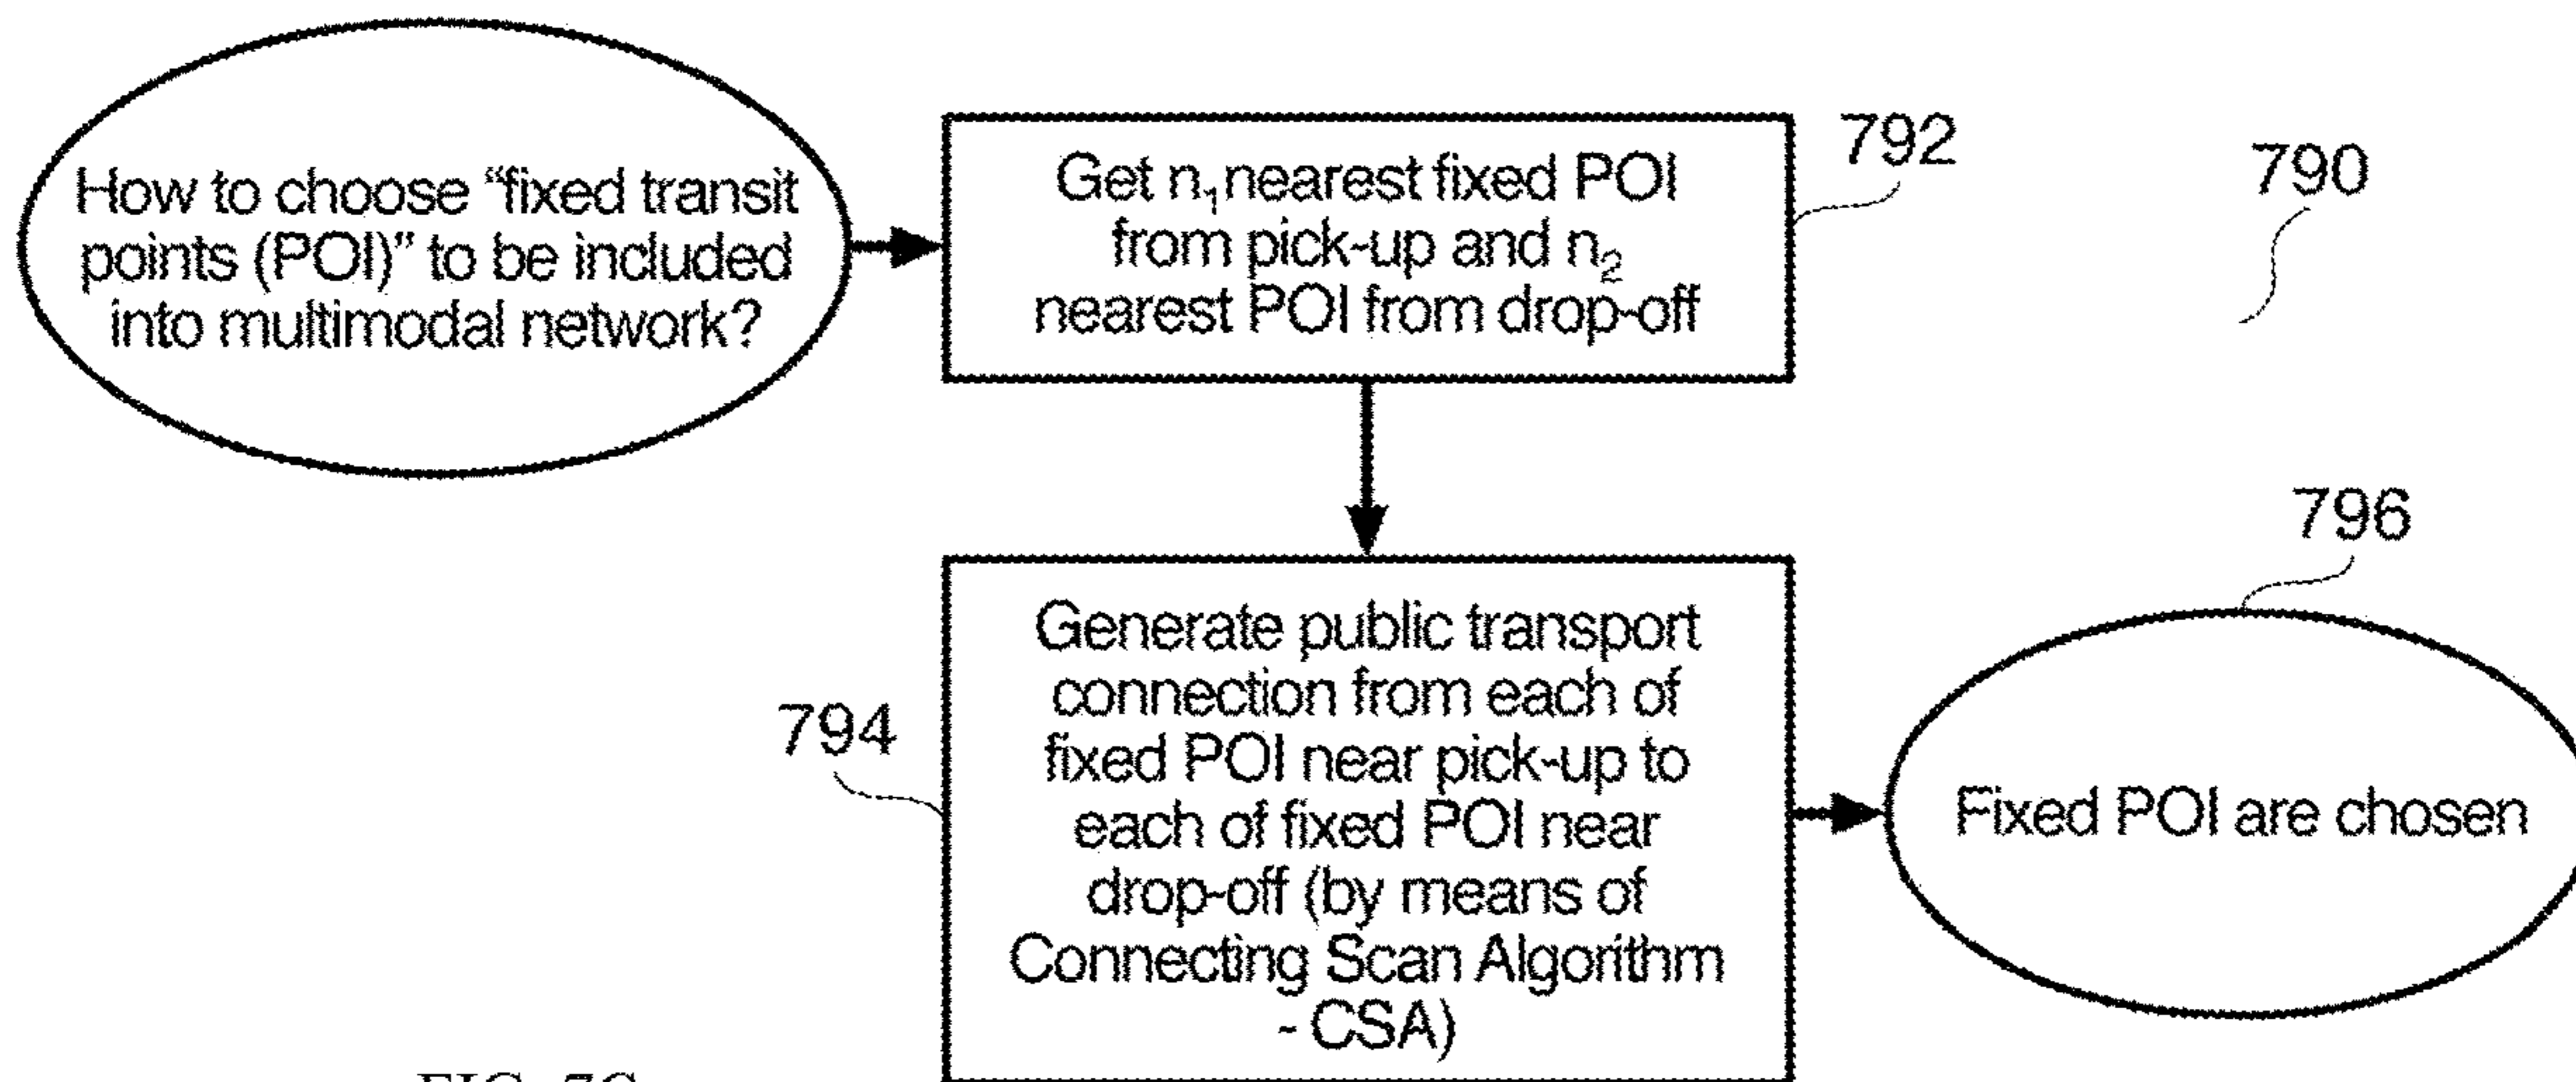 How to choose “fixed transit
points (POI)” to be included
into multimodal network?
Get n₁ nearest fixed POI
from pick-up and n₂
nearest POI from drop-off
792
790
Generate public transport
connection from each of
fixed POI near pick-up to
each of fixed POI near
drop-off (by means of
Connecting Scan Algorithm
- CSA)
794
796
Fixed POI are chosen